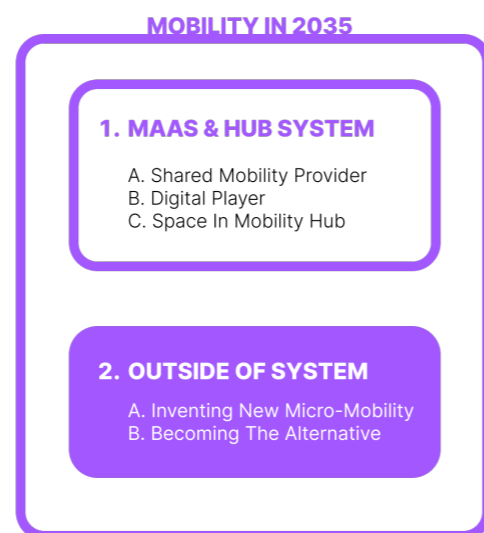 MOBILITY IN 2035
1. MAAS & HUB SYSTEM
A. Shared Mobility Provider
B. Digital Player
C. Space In Mobility Hub
2. OUTSIDE OF SYSTEM
A. Inventing New Micro-Mobility
B. Becoming The Alternative